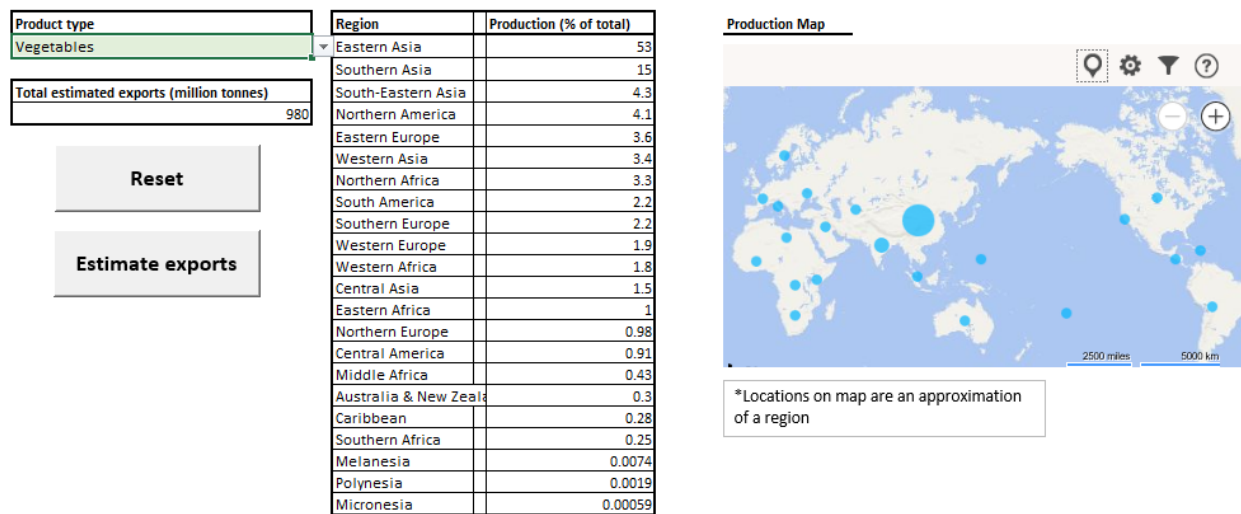 Product type
Vegetables
Total estimated exports (million tonnes)
980
Reset
Estimate exports
Region Production (% of total)
Eastern Asia 53
Southern Asia 15
South-Eastern Asia 4.3
Northern America 4.1
Eastern Europe 3.6
Western Asia 3.4
Northern Africa 3.3
South America 2.2
Southern Europe 2.2
Western Europe 1.9
Western Africa 1.8
Central Asia 1.5
Eastern Africa 1
Northern Europe 0.98
Central America 0.91
Middle Africa 0.43
Australia & New Zeala 0.3
Caribbean 0.28
Southern Africa 0.25
Melanesia 0.0074
Polynesia 0.0019
Micronesia 0.00059
Production Map
?
2500 miles 5000 km
*Locations on map are an approximation
of a region